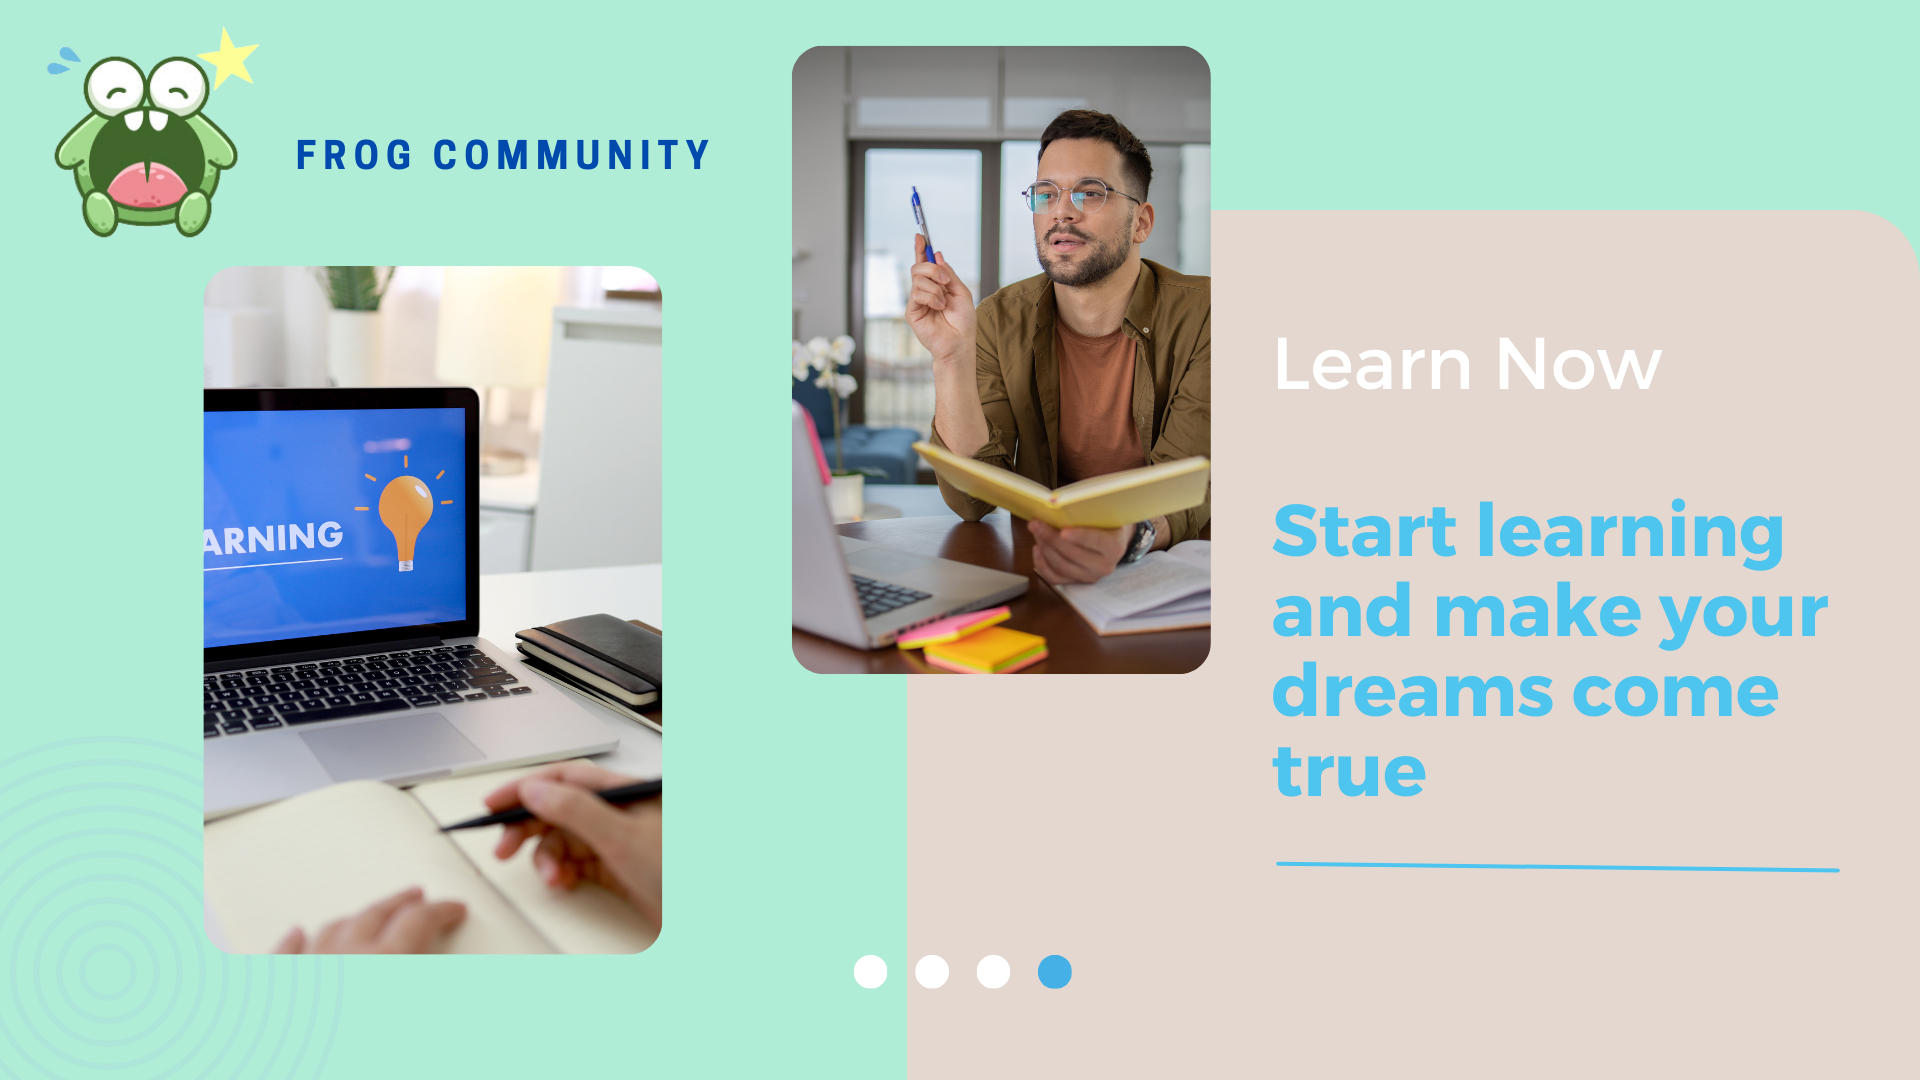 FROG COMMUNITY
ARNING
Learn Now
Start learning
and make your
dreams come
true